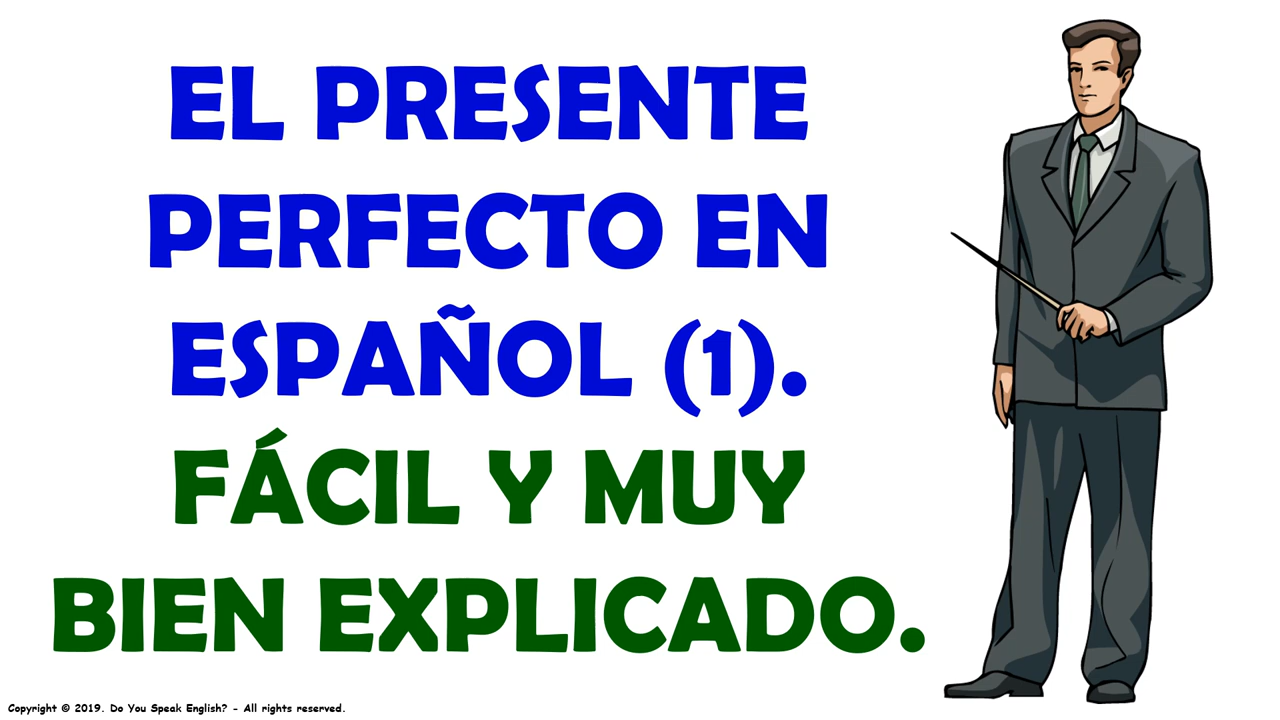 EL PRESENTE
PERFECTO EN
ESPAÑOL (1).
FÁCIL Y MUY
BIEN EXPLICADO.
Copyright © 2019. Do You Speak English? - All rights reserved.